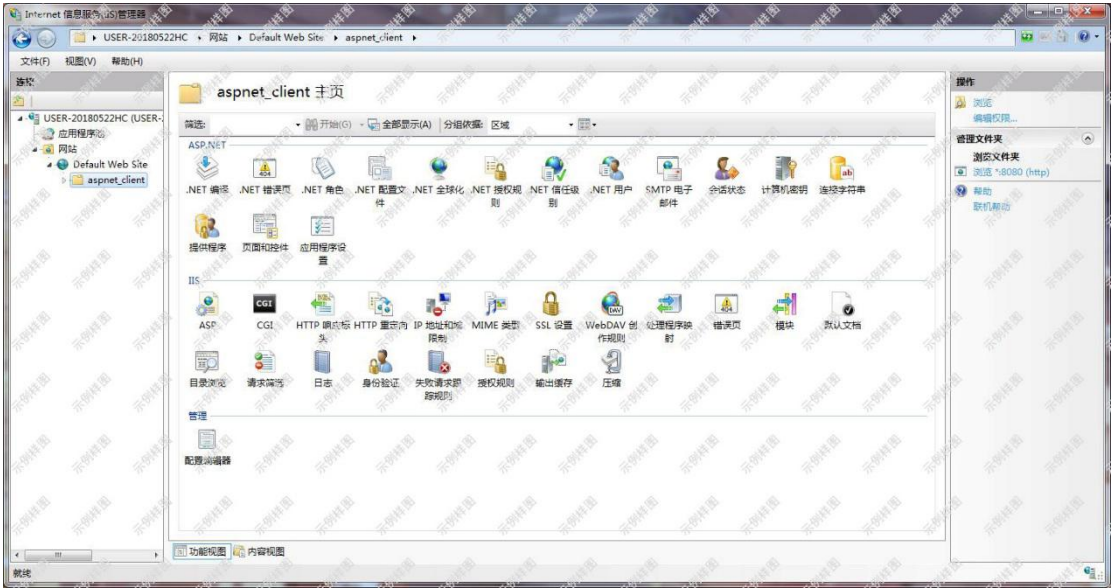 Internet 信息服务(IIS)管理器
USER-20180522HC 网站 Default Web Site aspnet_client
文件(F) 视图(V) 帮助(H)
连接
USER-20180522HC (USER-
应用程序池
网站
Default Web Site
aspnet_client
aspnet_client 主页
筛选: 开始(G) 全部显示(A) 分组依据: 区域
ASP.NET
.NET 编译 .NET 错误页 .NET 角色 .NET 配置文件 .NET 全球化 .NET 授权规则 .NET 信任级别 .NET 用户 SMTP 电子邮件 会话状态 计算机密钥 连接字符串
提供程序 页面和控件 应用程序设置
IIS
ASP CGI HTTP 响应标头 HTTP 重定向 IP 地址和域限制 MIME 类型 SSL 设置 WebDAV 创作规则 处理程序映射 错误页 模块 默认文档
目录浏览 请求筛选 日志 身份验证 失败请求跟踪规则 授权规则 输出缓存 压缩
管理
配置编辑器
功能视图 内容视图
操作
浏览
编辑权限...
管理文件夹
浏览文件夹
浏览 *:8080 (http)
帮助
联机帮助
就绪
示例样图